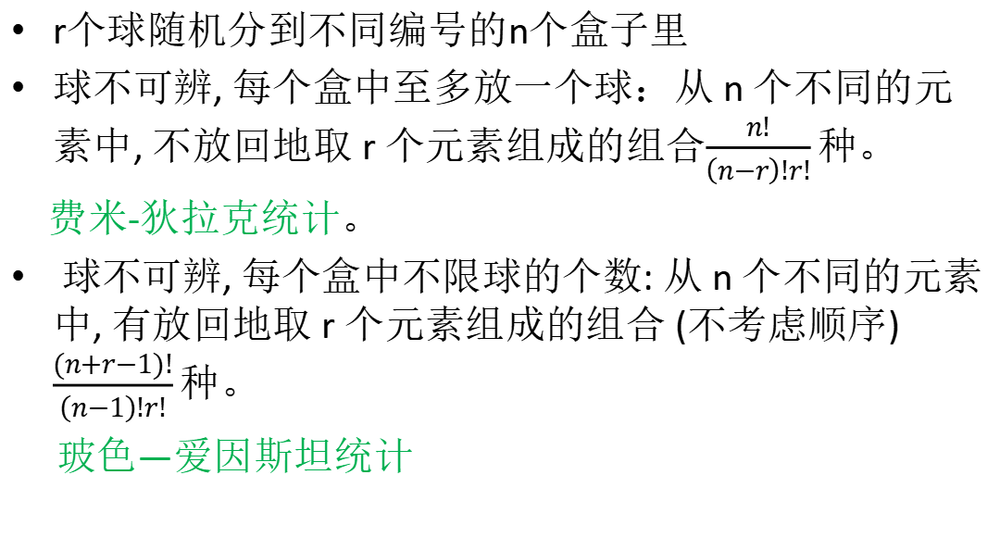 • r个球随机分到不同编号的n个盒子里
• 球不可辨, 每个盒中至多放一个球：从 n 个不同的元
素中, 不放回地取 r 个元素组成的组合 n!/((n−r)!r!) 种。
费米-狄拉克统计。
• 球不可辨, 每个盒中不限球的个数: 从 n 个不同的元素
中, 有放回地取 r 个元素组成的组合 (不考虑顺序)
(n+r−1)!/((n−1)!r!) 种。
玻色—爱因斯坦统计